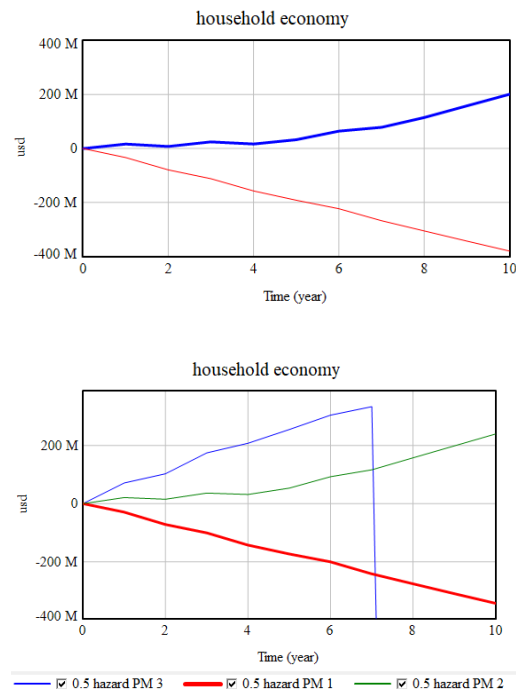 household economy
400 M
200 M
0
-200 M
-400 M
usd
0 2 4 6 8 10
Time (year)
household economy
200 M
0
-200 M
-400 M
usd
0 2 4 6 8 10
Time (year)
0.5 hazard PM 3 0.5 hazard PM 1 0.5 hazard PM 2